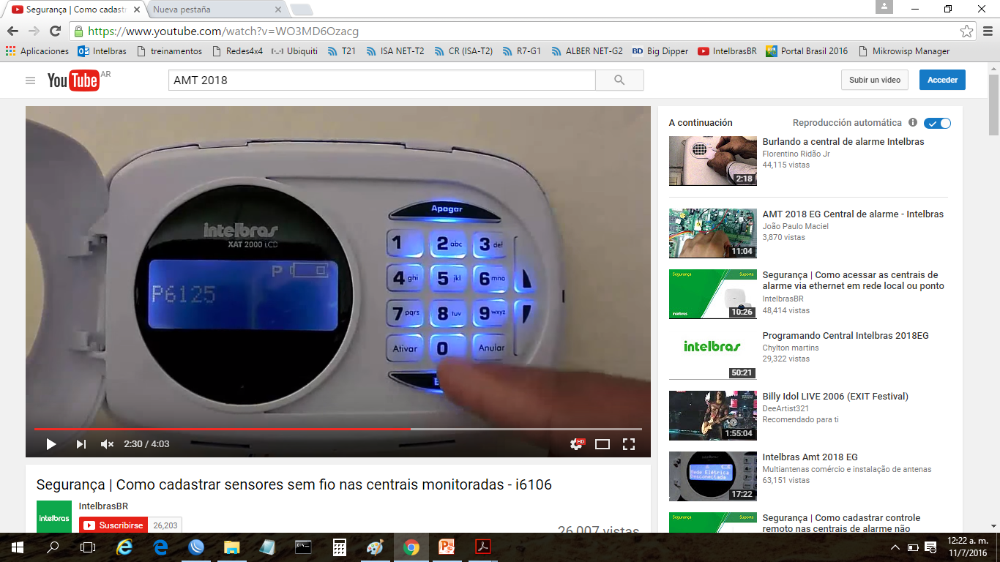 Segurança | Como cadastr
Nueva pestaña
https://www.youtube.com/watch?v=WO3MD6Ozacg
Aplicaciones
Intelbras
treinamentos
Redes4x4
Ubiquiti
T21
ISA NET-T2
CR (ISA-T2)
R7-G1
ALBER NET-G2
BD Big Dipper
IntelbrasBR
Portal Brasil 2016
Mikrowisp Manager
YouTube AR
AMT 2018
Subir un video
Acceder
intelbras
XAT 2000 LCD
P
P6125
Apagar
1
2 abc
3 def
4 ghi
5 jkl
6 mno
7 pqrs
8 tuv
9 wxyz
Ativar
0
Anular
2:30 / 4:03
HD
Segurança | Como cadastrar sensores sem fio nas centrais monitoradas - i6106
intelbras
IntelbrasBR
Suscribirse
26,203
26,007 vistas
A continuación
Reproducción automática
2:18
Burlando a central de alarme Intelbras
Florentino Ridão Jr
44,115 vistas
11:04
AMT 2018 EG Central de alarme - Intelbras
João Paulo Maciel
3,870 vistas
Segurança
Suporte
10:26
Segurança | Como acessar as centrais de
alarme via ethernet em rede local ou ponto
IntelbrasBR
48,414 vistas
intelbras
50:21
Programando Central Intelbras 2018EG
Chylton martins
29,322 vistas
1:55:04
Billy Idol LIVE 2006 (EXIT Festival)
DeeArtist321
Recomendado para ti
Rede Elétrica
Desconectada
17:22
Intelbras Amt 2018 EG
Multiantenas comércio e instalação de antenas
63,151 vistas
Segurança
Suporte
Segurança | Como cadastrar controle
remoto nas centrais de alarme não
12:22 a. m.
11/7/2016